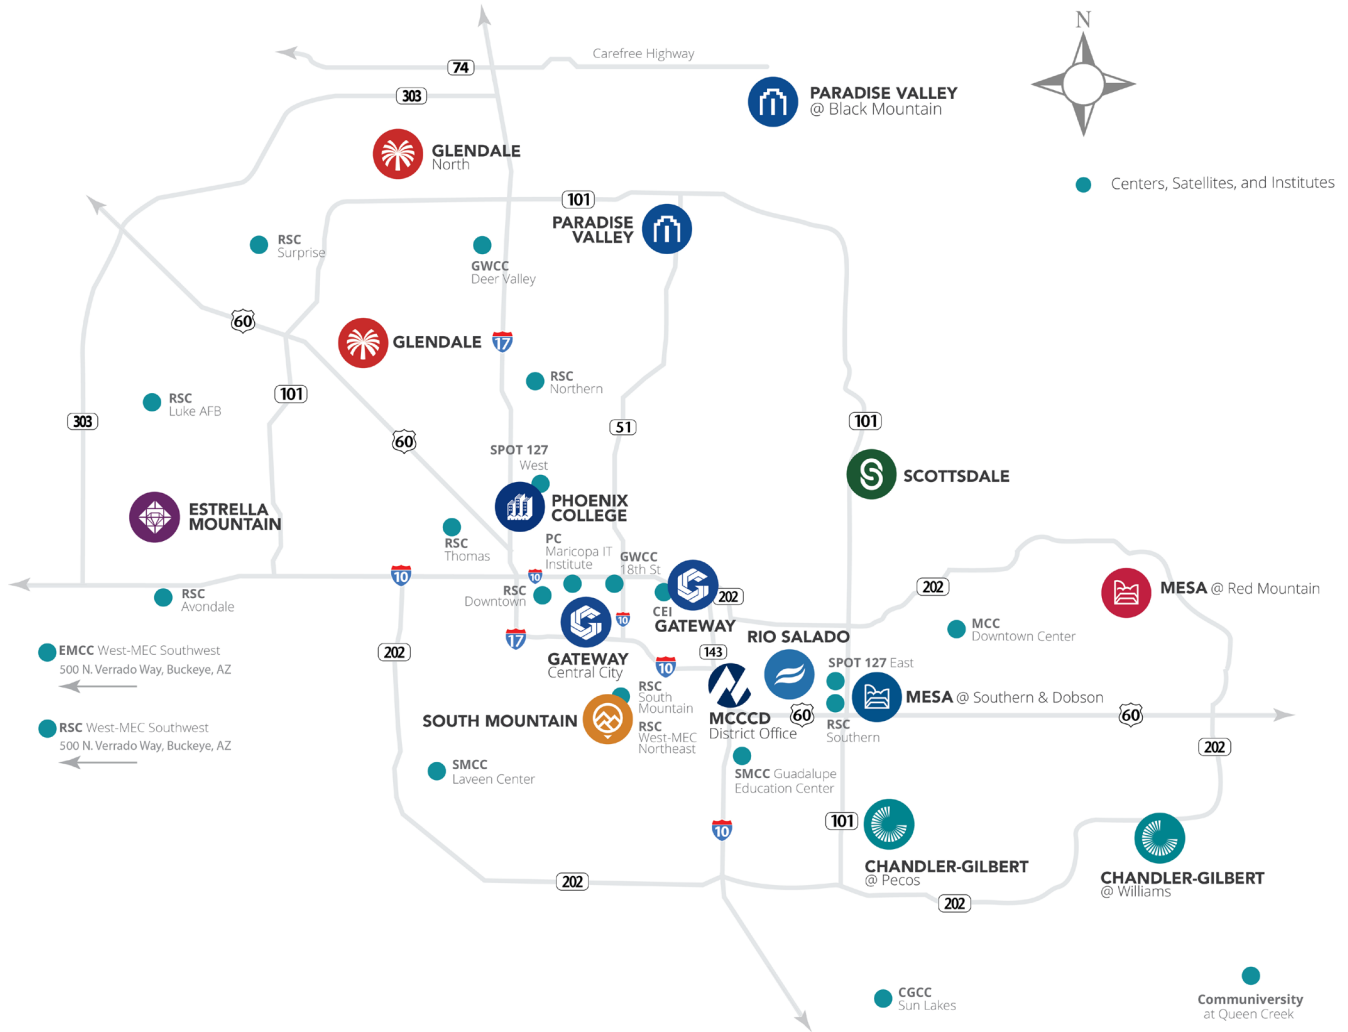 N
Carefree Highway
74
303
PARADISE VALLEY
@ Black Mountain
GLENDALE
North
Centers, Satellites, and Institutes
101
PARADISE
VALLEY
RSC
Surprise
GWCC
Deer Valley
60
GLENDALE
17
RSC
Northern
101
RSC
Luke AFB
303
51
101
60
SPOT 127
West
SCOTTSDALE
PHOENIX
COLLEGE
ESTRELLA
MOUNTAIN
RSC
Thomas
PC
Maricopa IT
Institute
GWCC
18th St
10
10
RSC
Downtown
202
202
MESA @ Red Mountain
RSC
Avondale
CEI
GATEWAY
10
MCC
Downtown Center
17
RIO SALADO
EMCC West-MEC Southwest
500 N. Verrado Way, Buckeye, AZ
202
GATEWAY
Central City
143
10
SPOT 127 East
RSC
South
Mountain
MESA @ Southern & Dobson
SOUTH MOUNTAIN
MCCCD
District Office
60
60
RSC
Southern
RSC
West-MEC
Northeast
RSC West-MEC Southwest
500 N. Verrado Way, Buckeye, AZ
202
SMCC
Laveen Center
SMCC Guadalupe
Education Center
10
101
CHANDLER-GILBERT
@ Pecos
CHANDLER-GILBERT
@ Williams
202
202
CGCC
Sun Lakes
Communiversity
at Queen Creek